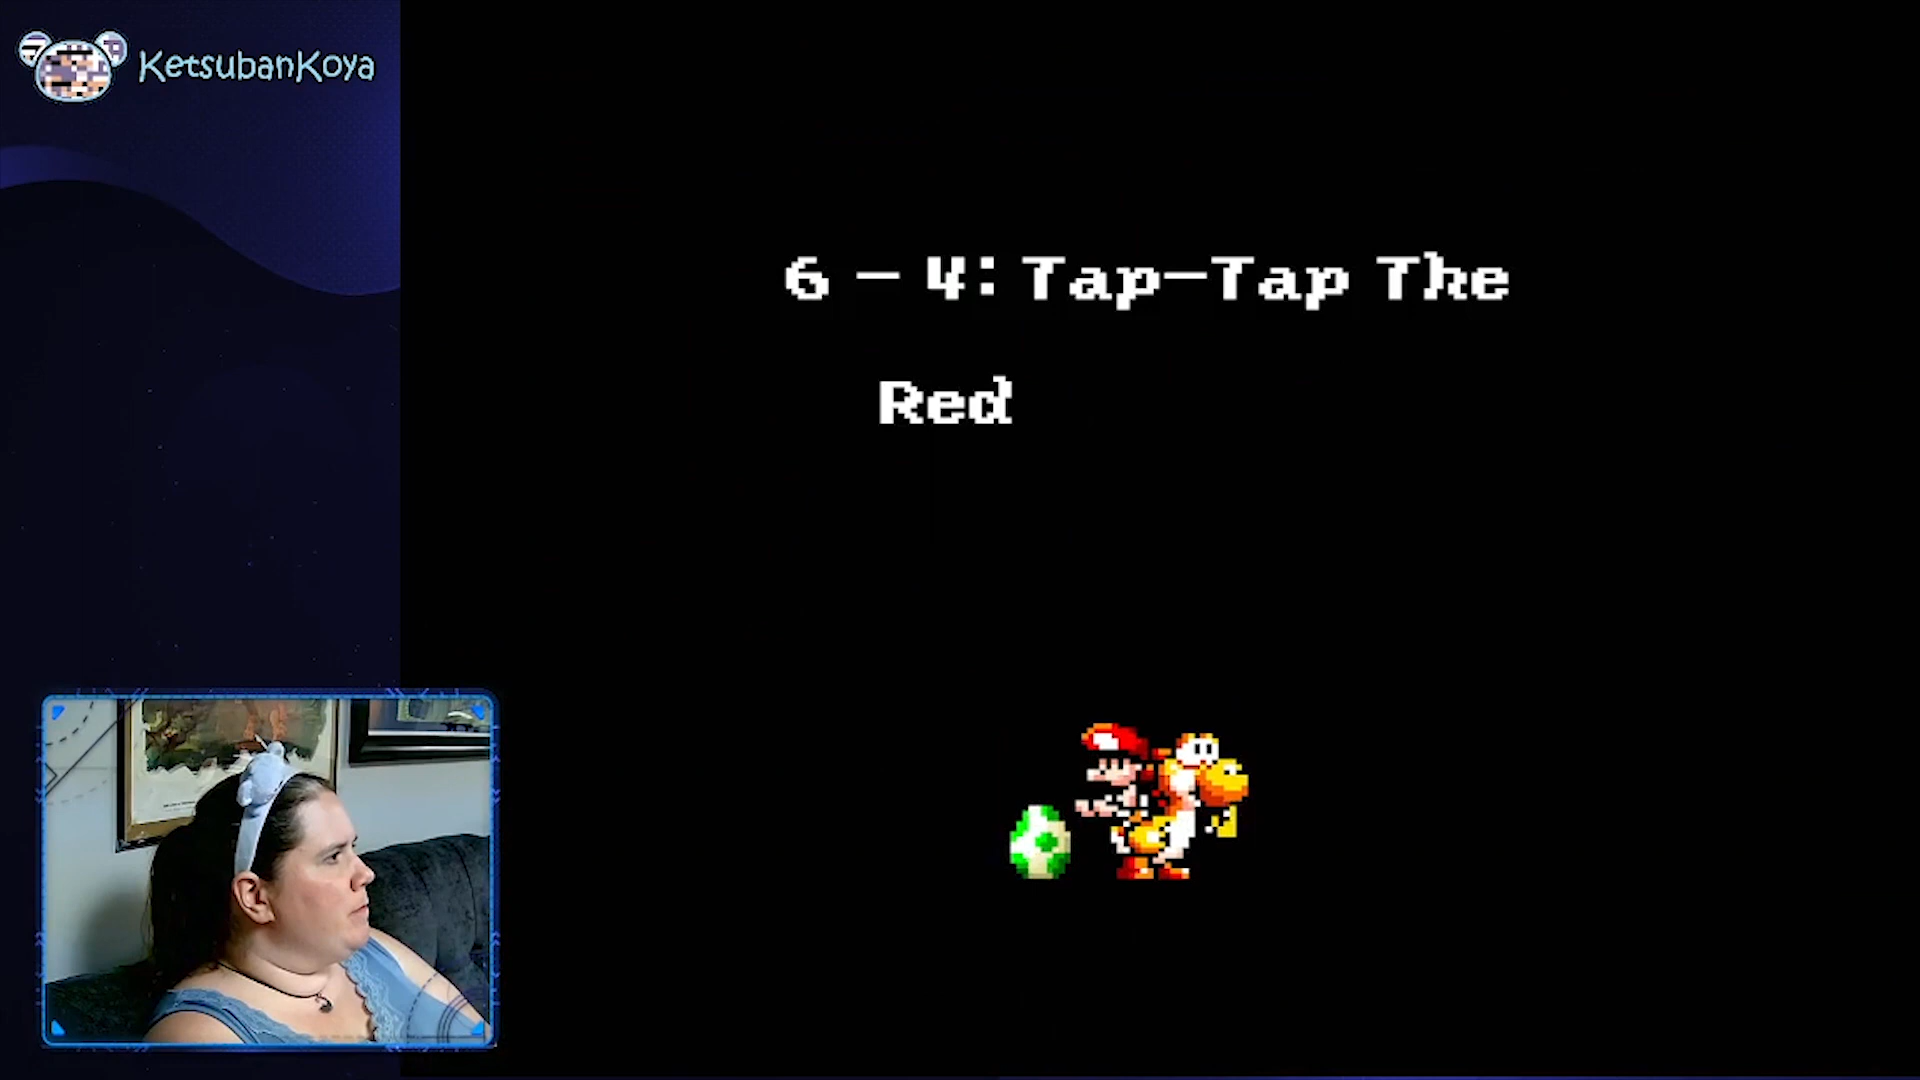 KetsubanKoya
6 - 4: Tap-Tap The
Red